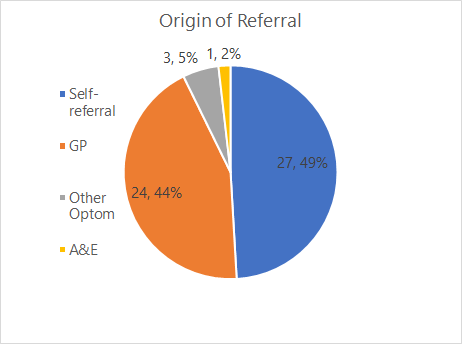 Origin of Referral
3, 5%
1, 2%
Self-
referral
GP
Other
Optom
A&E
27, 49%
24, 44%